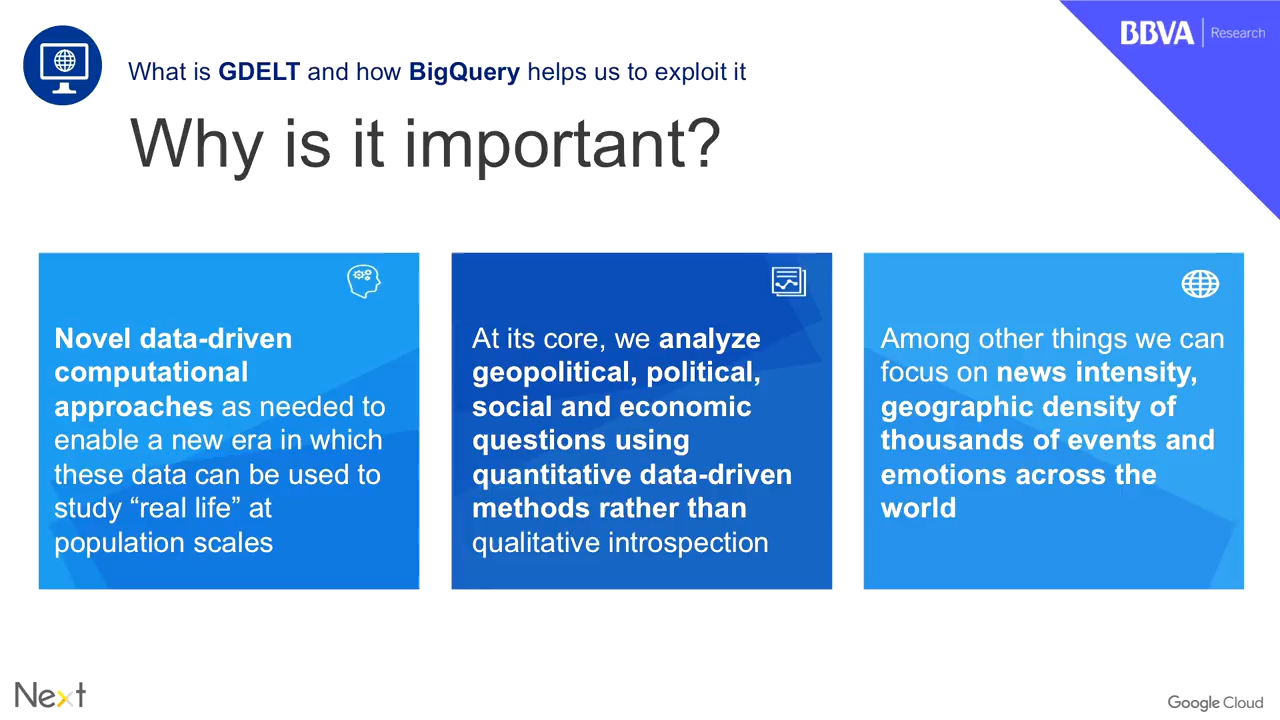 BBVA Research
What is GDELT and how BigQuery helps us to exploit it
Why is it important?
Novel data-driven
computational
approaches as needed to
enable a new era in which
these data can be used to
study “real life” at
population scales
At its core, we analyze
geopolitical, political,
social and economic
questions using
quantitative data-driven
methods rather than
qualitative introspection
Among other things we can
focus on news intensity,
geographic density of
thousands of events and
emotions across the
world
Next
Google Cloud